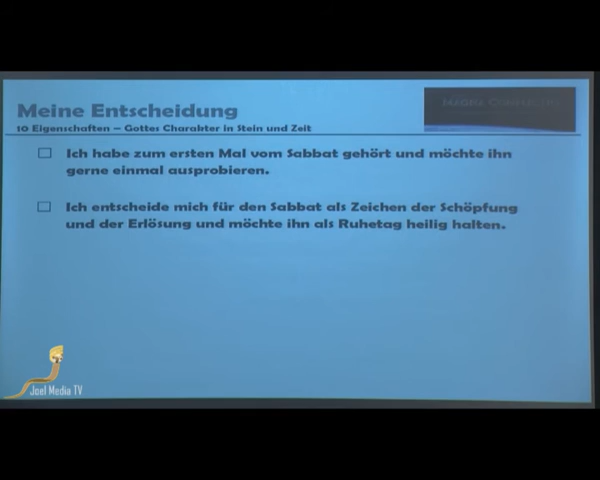 Meine Entscheidung
10 Eigenschaften – Gottes Charakter in Stein und Zeit
Ich habe zum ersten Mal vom Sabbat gehört und möchte ihn
gerne einmal ausprobieren.
Ich entscheide mich für den Sabbat als Zeichen der Schöpfung
und der Erlösung und möchte ihn als Ruhetag heilig halten.
Joel Media TV